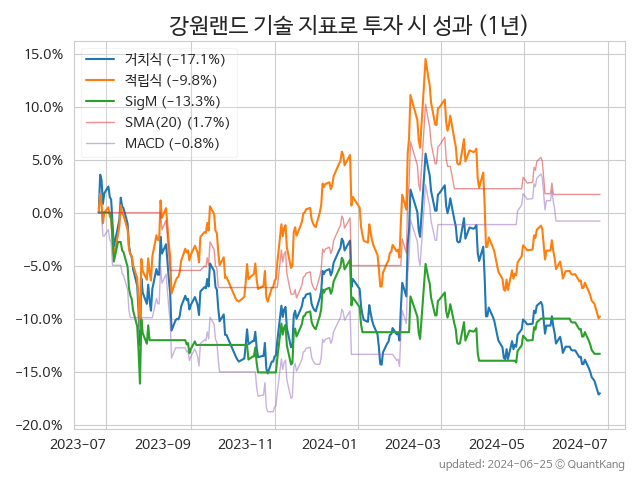 강원랜드 기술 지표로 투자 시 성과 (1년)
15.0%
10.0%
5.0%
0.0%
−5.0%
−10.0%
−15.0%
−20.0%
거치식 (−17.1%)
적립식 (−9.8%)
SigM (−13.3%)
SMA(20) (1.7%)
MACD (−0.8%)
2023-07 2023-09 2023-11 2024-01 2024-03 2024-05 2024-07
updated: 2024-06-25 © QuantKang